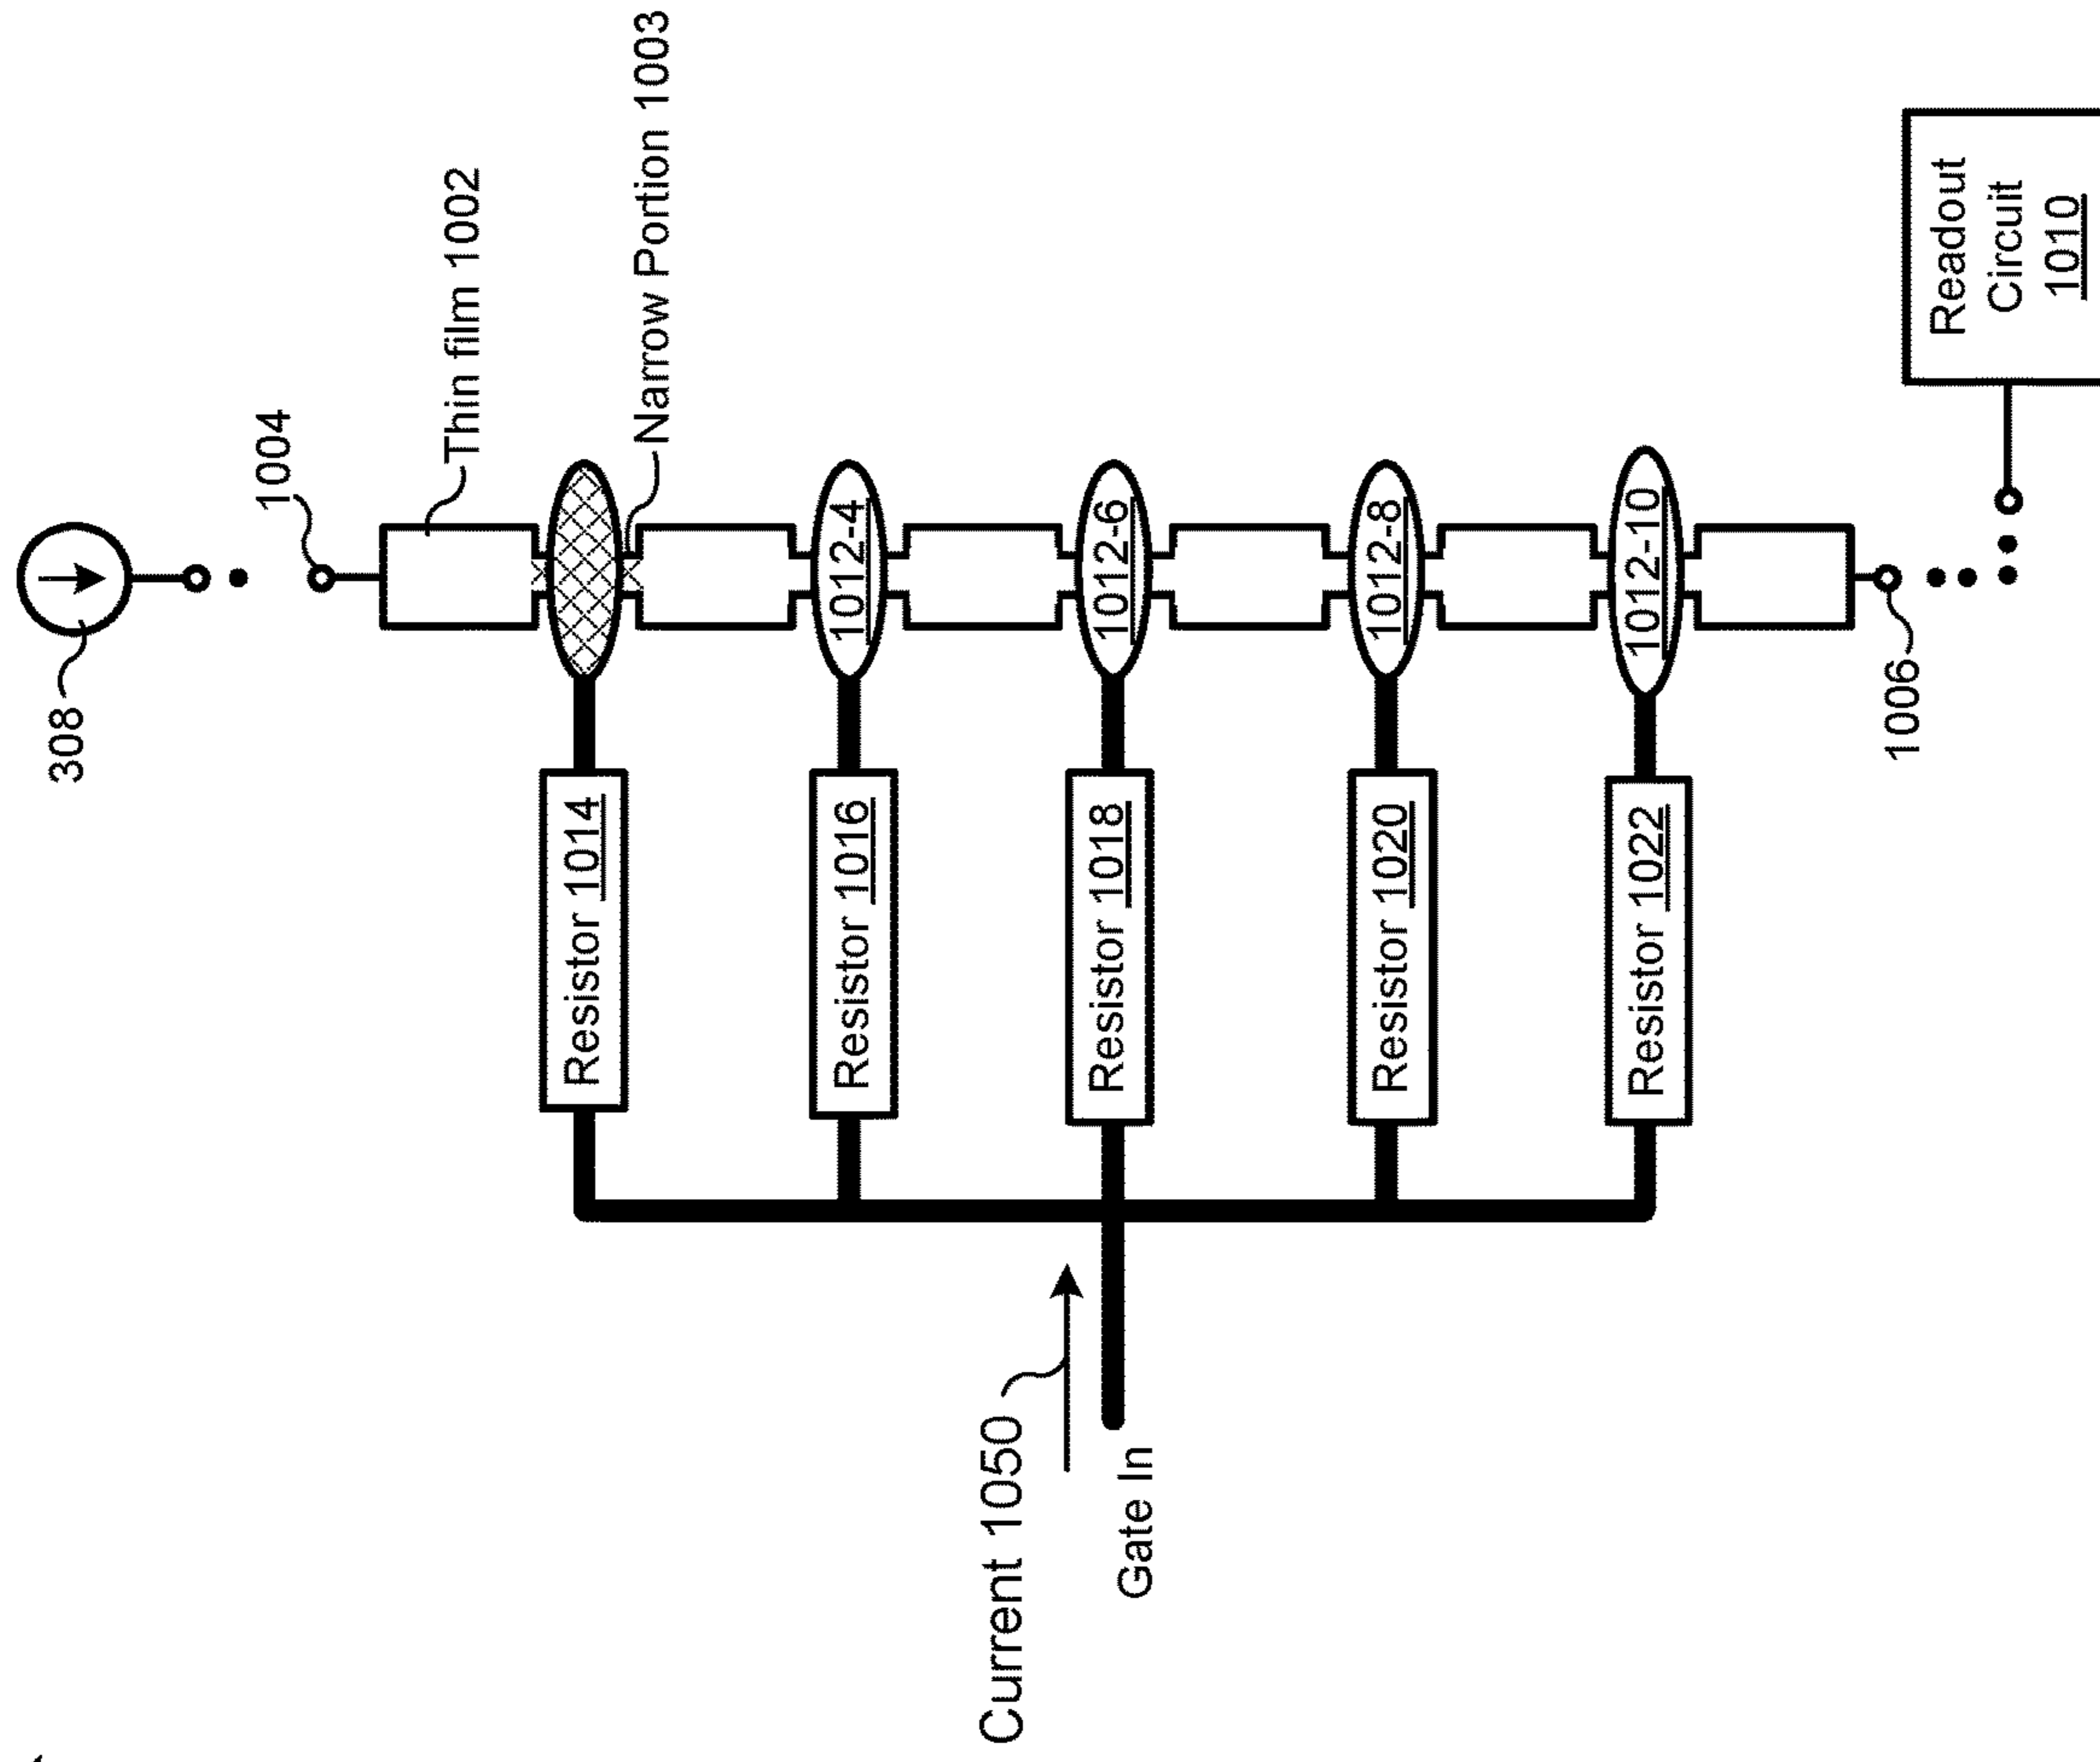 308
1004
Thin film 1002
Narrow Portion 1003
Resistor 1014
Resistor 1016
1012-4
Resistor 1018
1012-6
Resistor 1020
1012-8
Resistor 1022
1012-10
Current 1050
Gate In
1006
Readout
Circuit
1010